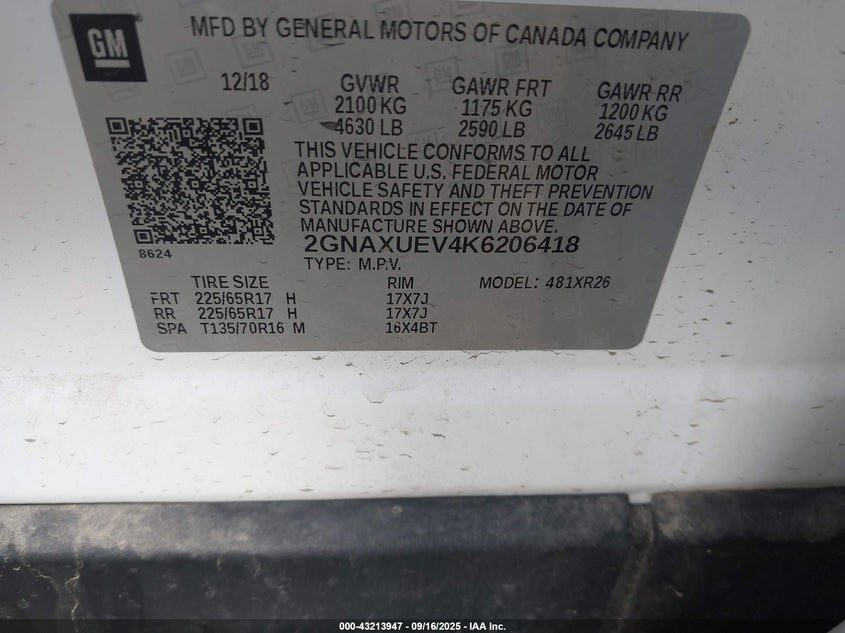 GM
MFD BY GENERAL MOTORS OF CANADA COMPANY
12/18 GVWR GAWR FRT GAWR RR
2100 KG 1175 KG 1200 KG
4630 LB 2590 LB 2645 LB
THIS VEHICLE CONFORMS TO ALL
APPLICABLE U.S. FEDERAL MOTOR
VEHICLE SAFETY AND THEFT PREVENTION
STANDARDS IN EFFECT ON THE DATE OF
MANUFACTURE SHOWN ABOVE.
8624 2GNAXUEV4K6206418
TYPE: M.P.V.
TIRE SIZE RIM MODEL: 481XR26
FRT 225/65R17 H 17X7J
RR 225/65R17 H 17X7J
SPA T135/70R16 M 16X4BT
000-43213947 - 09/16/2025 - IAA Inc.